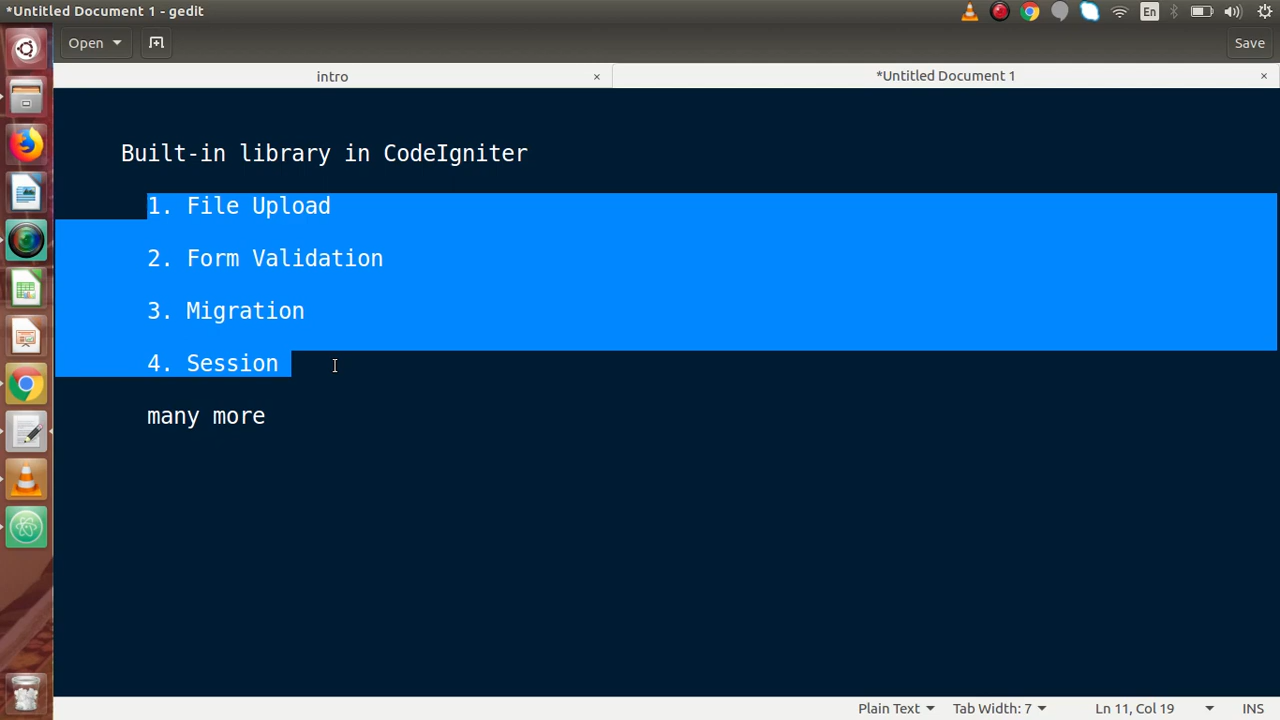 *Untitled Document 1 - gedit
En
Open
Save
intro
*Untitled Document 1
Built-in library in CodeIgniter
1. File Upload
2. Form Validation
3. Migration
4. Session
many more
Plain Text
Tab Width: 7
Ln 11, Col 19
INS